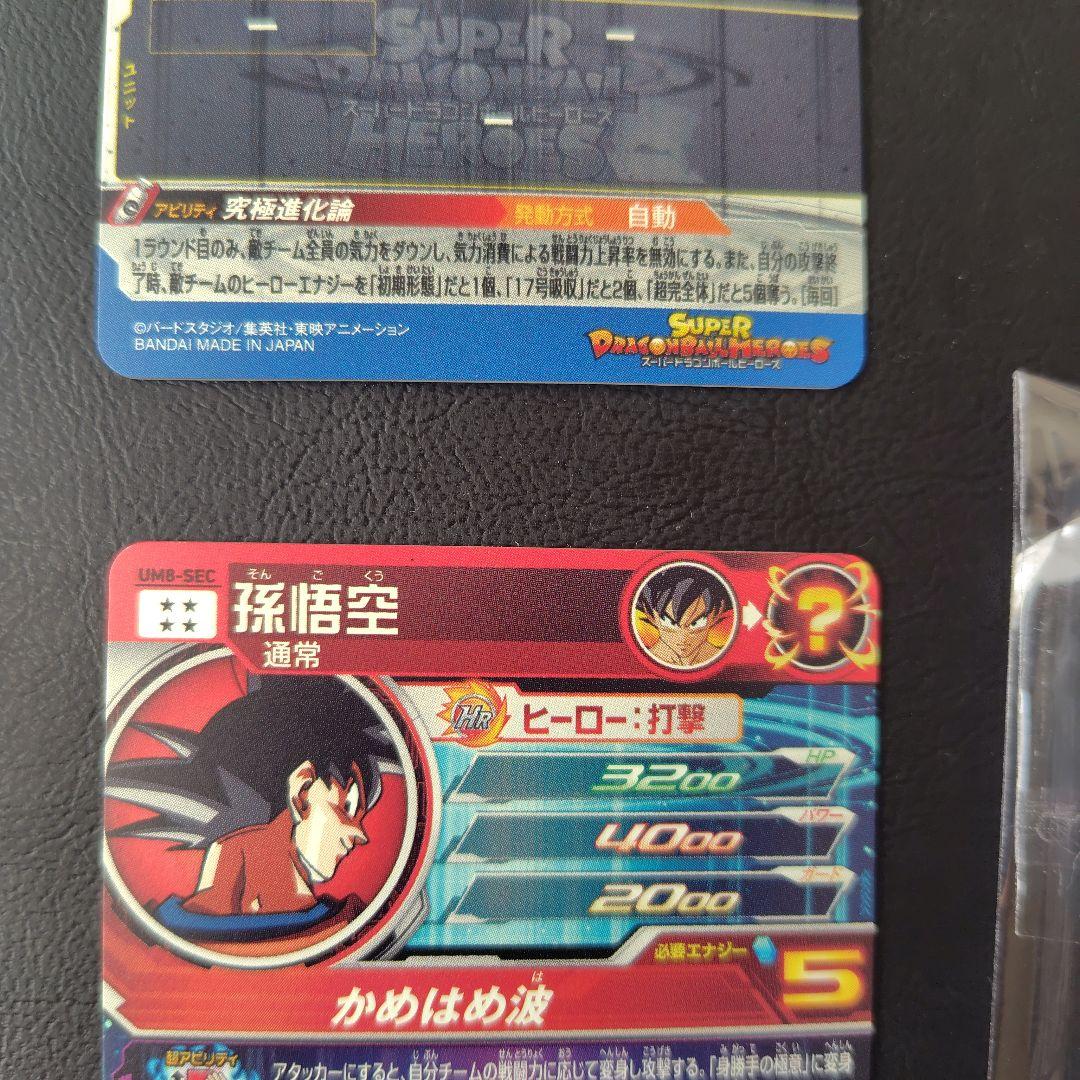 SUPER
DRAGONBALL
スーパードラゴンボールヒーローズ
HEROES
ユニット
アビリティ 究極進化論 発動方式 自動
1ラウンド目のみ、敵チーム全員の気力をダウンし、気力消費による戦闘力上昇率を無効にする。また、自分の攻撃終
了時、敵チームのヒーローエナジーを「初期形態」だと1個、「17号吸収」だと2個、「超完全体」だと5個奪う。[毎回]
©バードスタジオ/集英社・東映アニメーション
BANDAI MADE IN JAPAN
SUPER
DRAGONBALL HEROES
スーパードラゴンボールヒーローズ
UM8-SEC
そん ご くう
孫悟空
通常
?
HR ヒーロー:打撃
HP
3200
パワー
4000
ガード
2000
必要エナジー 5
は
かめはめ波
超アビリティ
アタッカーにすると、自分チームの戦闘力に応じて変身し攻撃する。「身勝手の極意」に変身